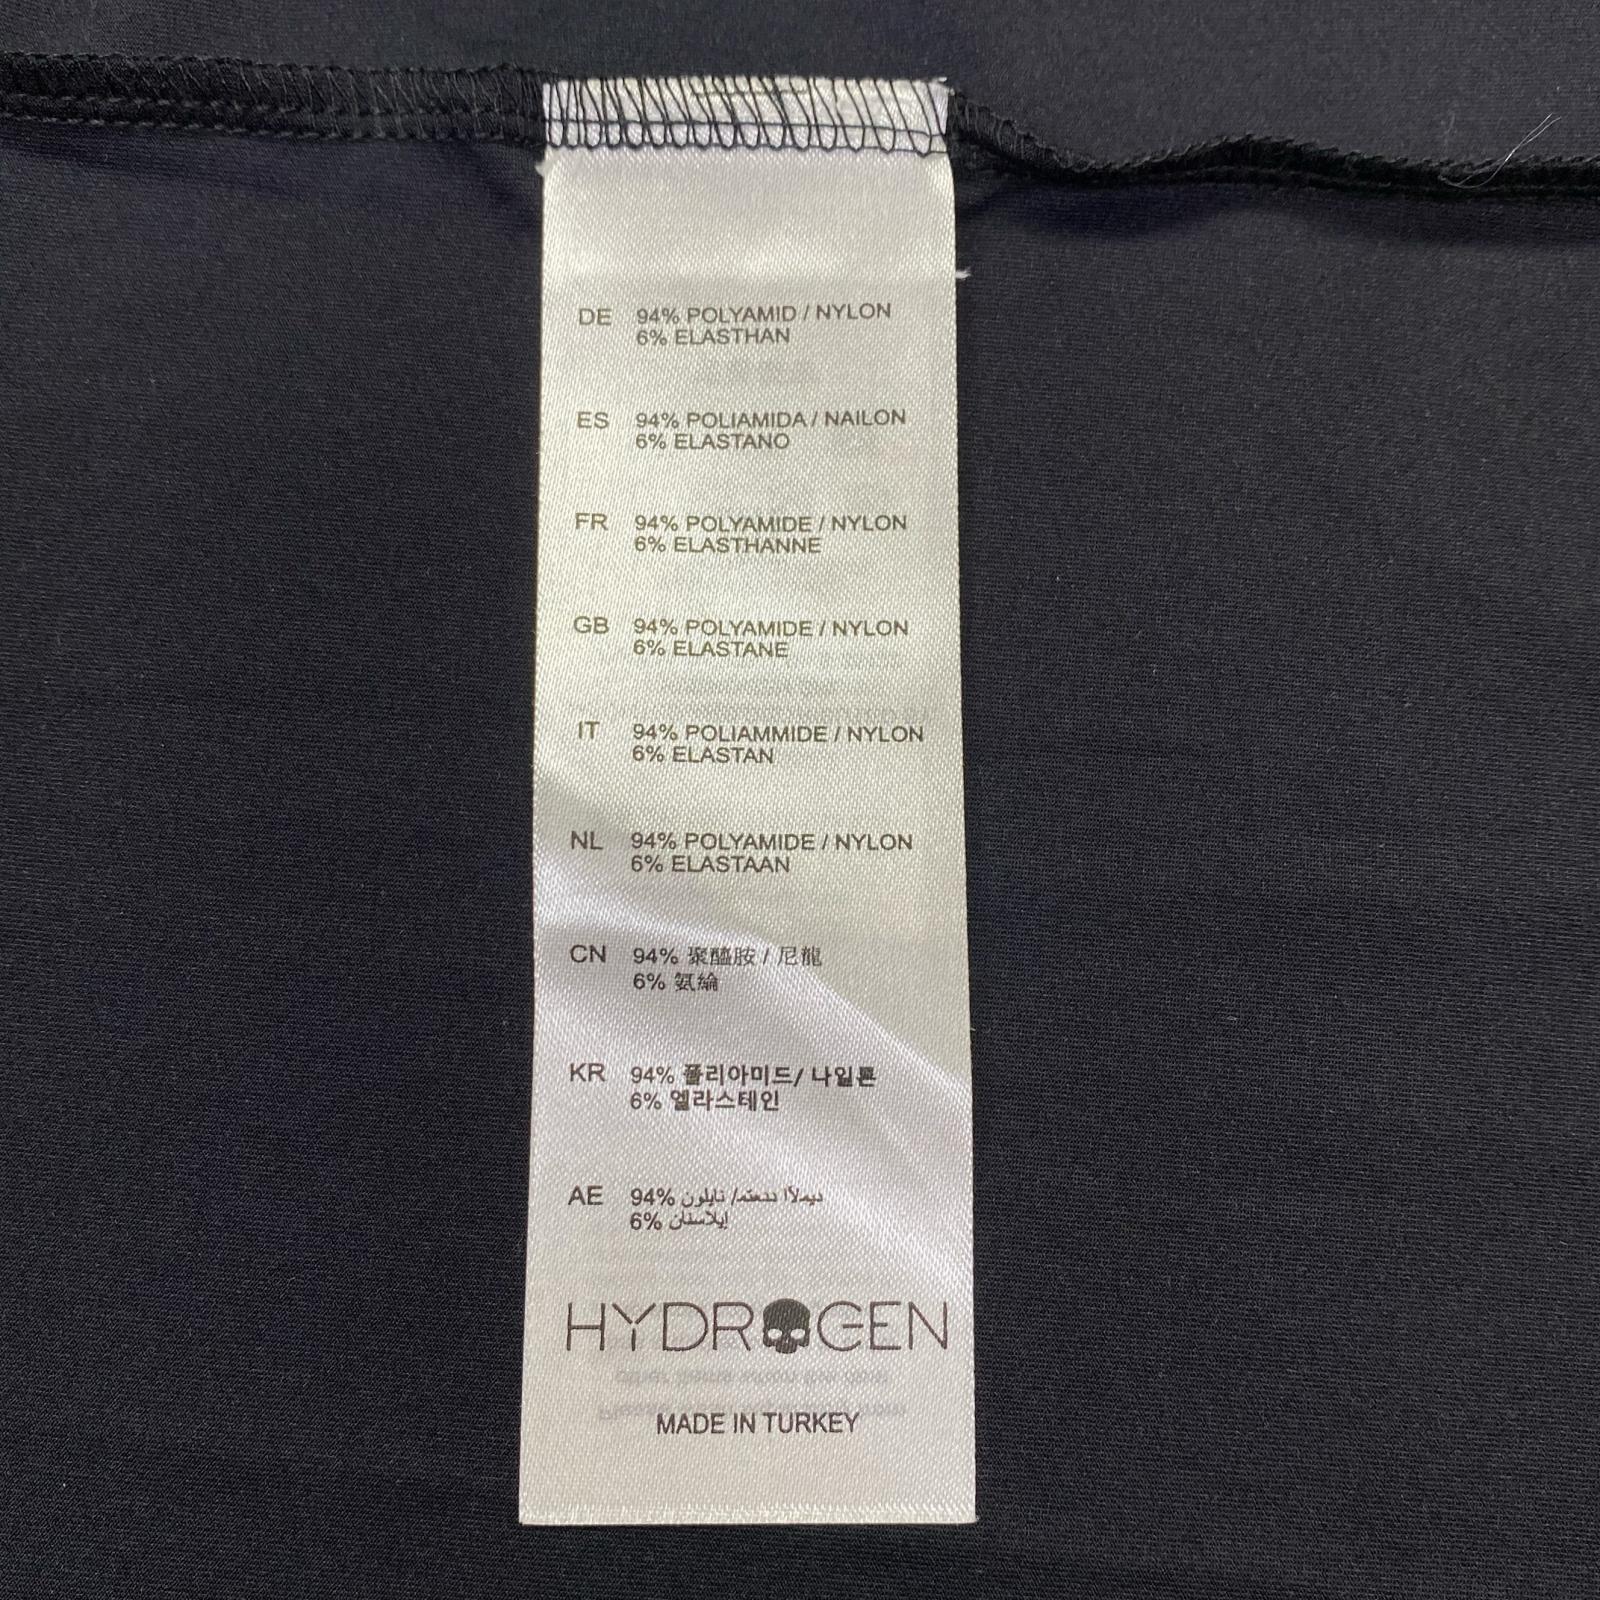 DE 94% POLYAMID / NYLON
6% ELASTHAN
ES 94% POLIAMIDA / NAILON
6% ELASTANO
FR 94% POLYAMIDE / NYLON
6% ELASTHANNE
GB 94% POLYAMIDE / NYLON
6% ELASTANE
IT 94% POLIAMMIDE / NYLON
6% ELASTAN
NL 94% POLYAMIDE / NYLON
6% ELASTAAN
CN 94% 聚醯胺 / 尼龍
6% 氨綸
KR 94% 폴리아미드/ 나일론
6% 엘라스테인
AE 94% نايلون /
6% إيلاستان
HYDROGEN
MADE IN TURKEY